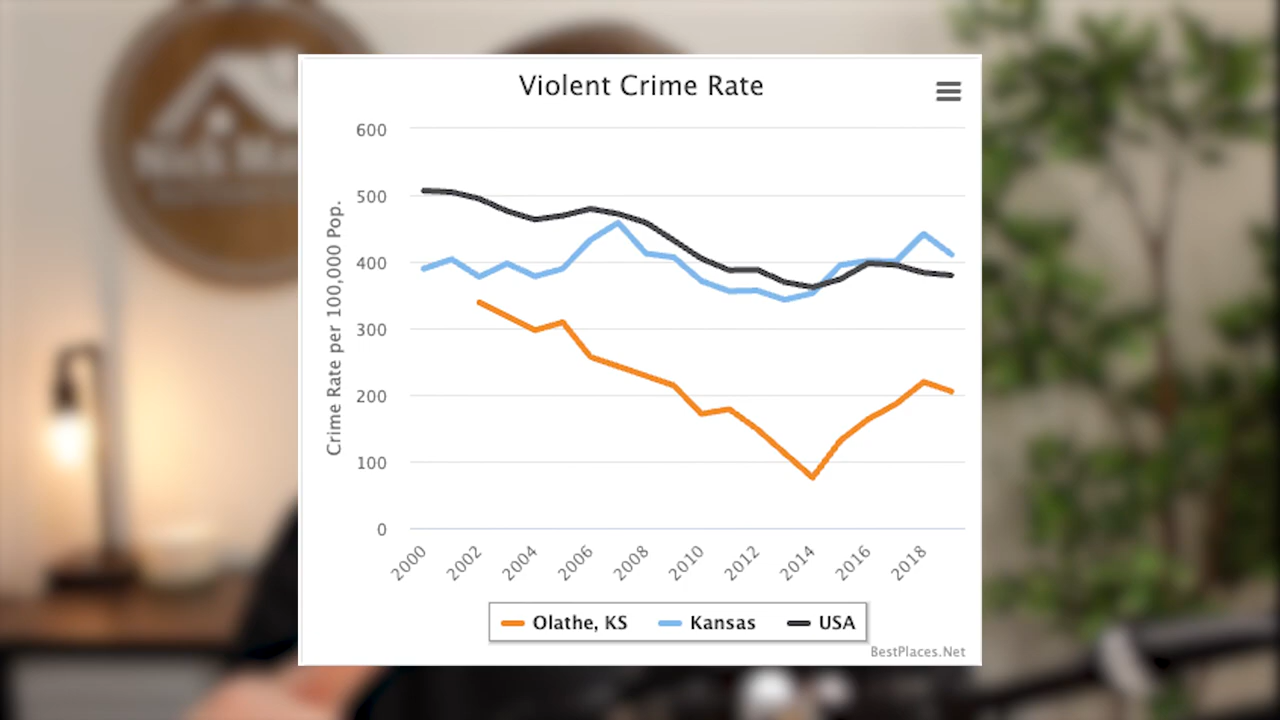 Violent Crime Rate
600
500
400
300
200
100
0
Crime Rate per 100,000 Pop.
2000 2002 2004 2006 2008 2010 2012 2014 2016 2018
Olathe, KS Kansas USA
BestPlaces.Net